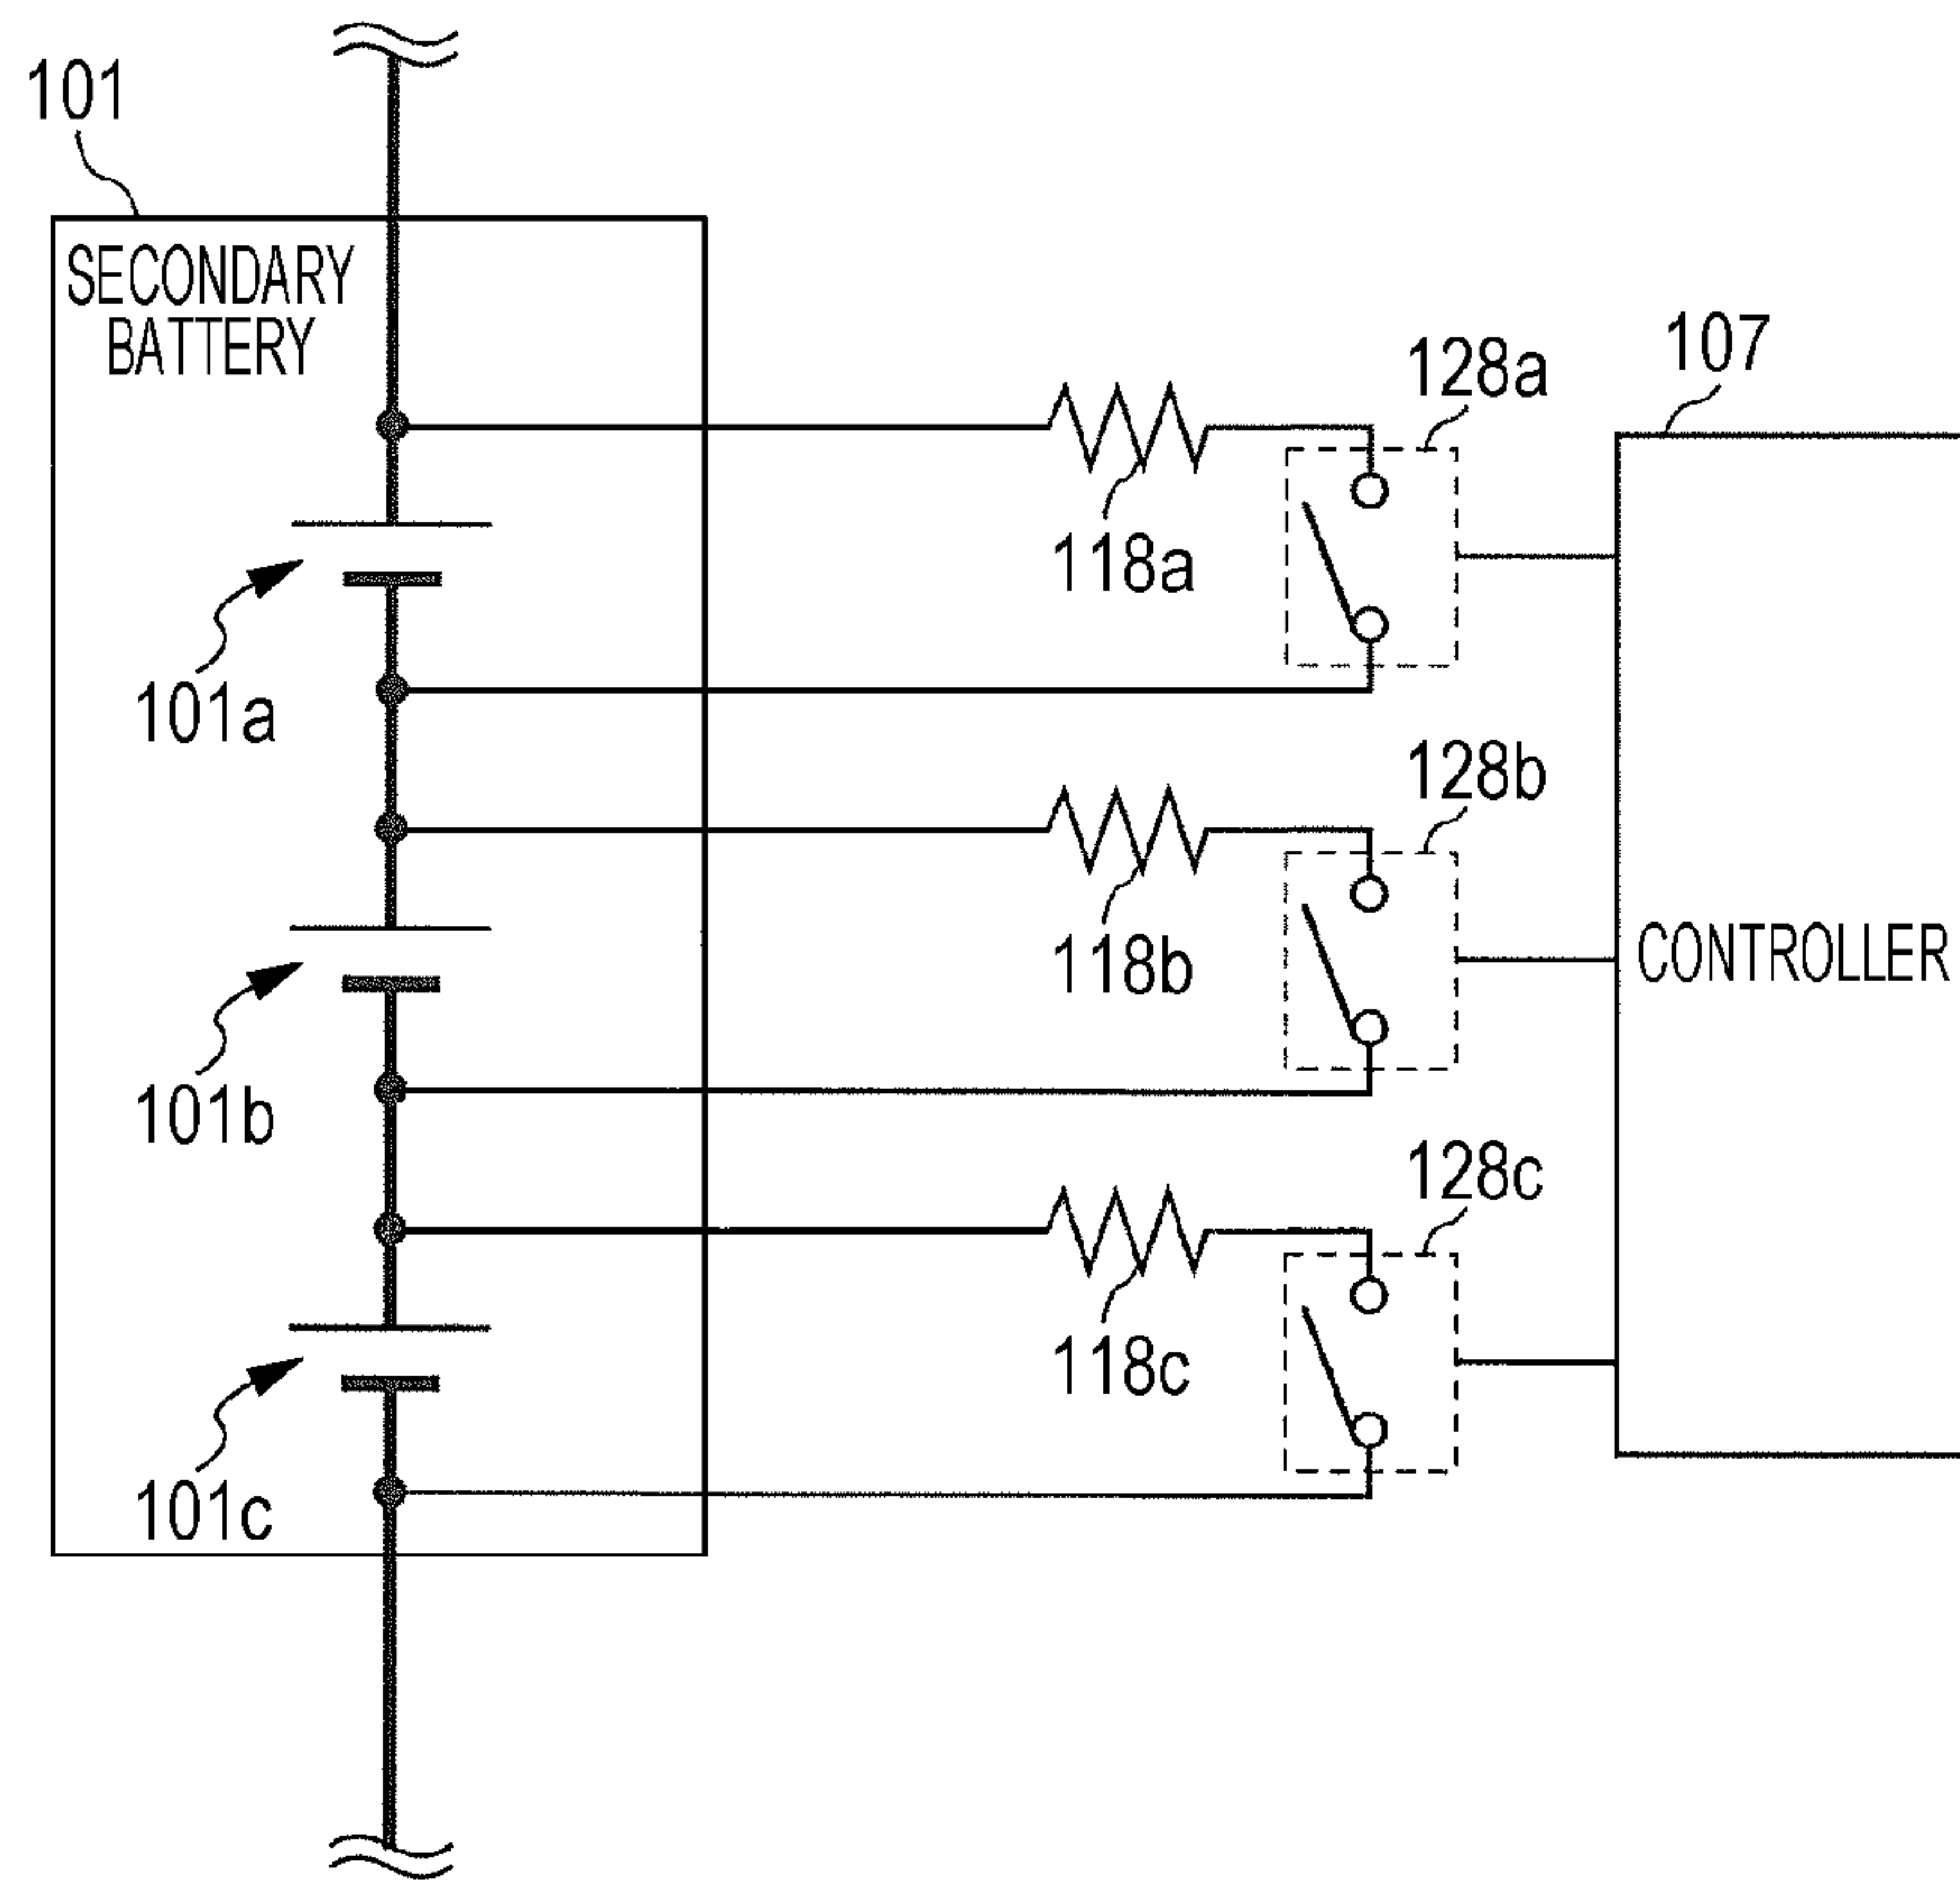 101
SECONDARY
BATTERY
107
128a
118a
101a
128b
118b
CONTROLLER
101b
128c
118c
101c